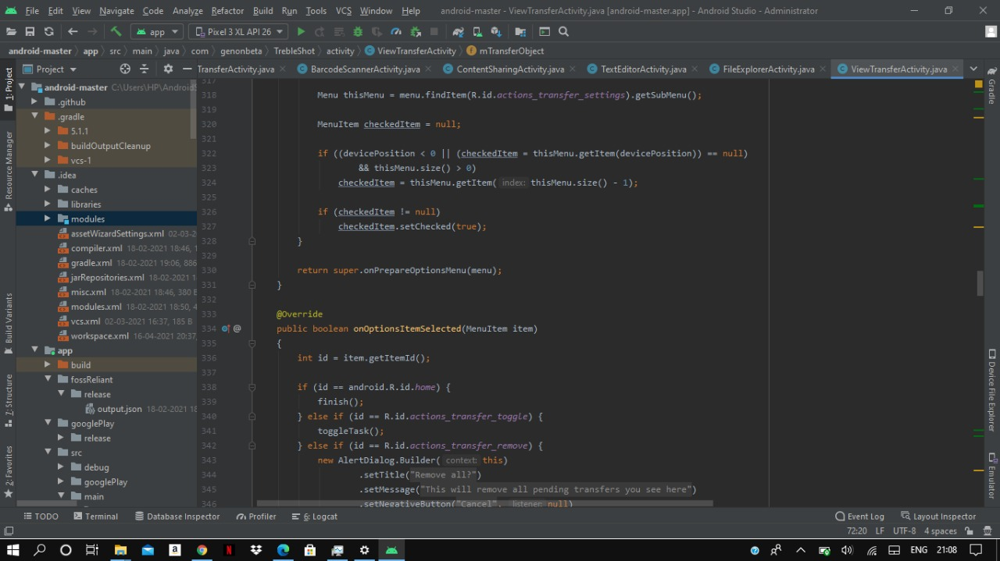 File Edit View Navigate Code Analyze Refactor Build Run Tools VCS Window Help android-master - ViewTransferActivity.java [android-master.app] - Android Studio - Administrator
app Pixel 3 XL API 26
android-master app src main java com genonbeta TrebleShot activity ViewTransferActivity mTransferObject
Project TransferActivity.java BarcodeScannerActivity.java ContentSharingActivity.java TextEditorActivity.java FileExplorerActivity.java ViewTransferActivity.java
1: Project
Resource Manager
Build Variants
7: Structure
2: Favorites
android-master C:\Users\HP\AndroidS
.github
.gradle
5.1.1
buildOutputCleanup
vcs-1
.idea
caches
libraries
modules
assetWizardSettings.xml 02-03-2
compiler.xml 18-02-2021 18:46, 1
gradle.xml 18-02-2021 19:06, 886
jarRepositories.xml 18-02-2021 1
misc.xml 18-02-2021 18:46, 380 B
modules.xml 18-02-2021 18:50, 4
vcs.xml 02-03-2021 16:37, 185 B
workspace.xml 16-04-2021 20:37,
app
build
fossReliant
release
output.json 18-02-2021 18
googlePlay
release
src
debug
googlePlay
main
317
318 Menu thisMenu = menu.findItem(R.id.actions_transfer_settings).getSubMenu();
319
320 MenuItem checkedItem = null;
321
322 if ((devicePosition < 0 || (checkedItem = thisMenu.getItem(devicePosition)) == null)
323 && thisMenu.size() > 0)
324 checkedItem = thisMenu.getItem( index: thisMenu.size() - 1);
325
326 if (checkedItem != null)
327 checkedItem.setChecked(true);
328 }
329
330 return super.onPrepareOptionsMenu(menu);
331 }
332
333 @Override
334 @ public boolean onOptionsItemSelected(MenuItem item)
335 {
336 int id = item.getItemId();
337
338 if (id == android.R.id.home) {
339 finish();
340 } else if (id == R.id.actions_transfer_toggle) {
341 toggleTask();
342 } else if (id == R.id.actions_transfer_remove) {
343 new AlertDialog.Builder( context: this)
344 .setTitle("Remove all?")
345 .setMessage("This will remove all pending transfers you see here")
346 .setNegativeButton("Cancel", listener: null)
Gradle
Device File Explorer
Emulator
TODO Terminal Database Inspector Profiler 6: Logcat Event Log Layout Inspector
72:20 LF UTF-8 4 spaces
ENG 21:08